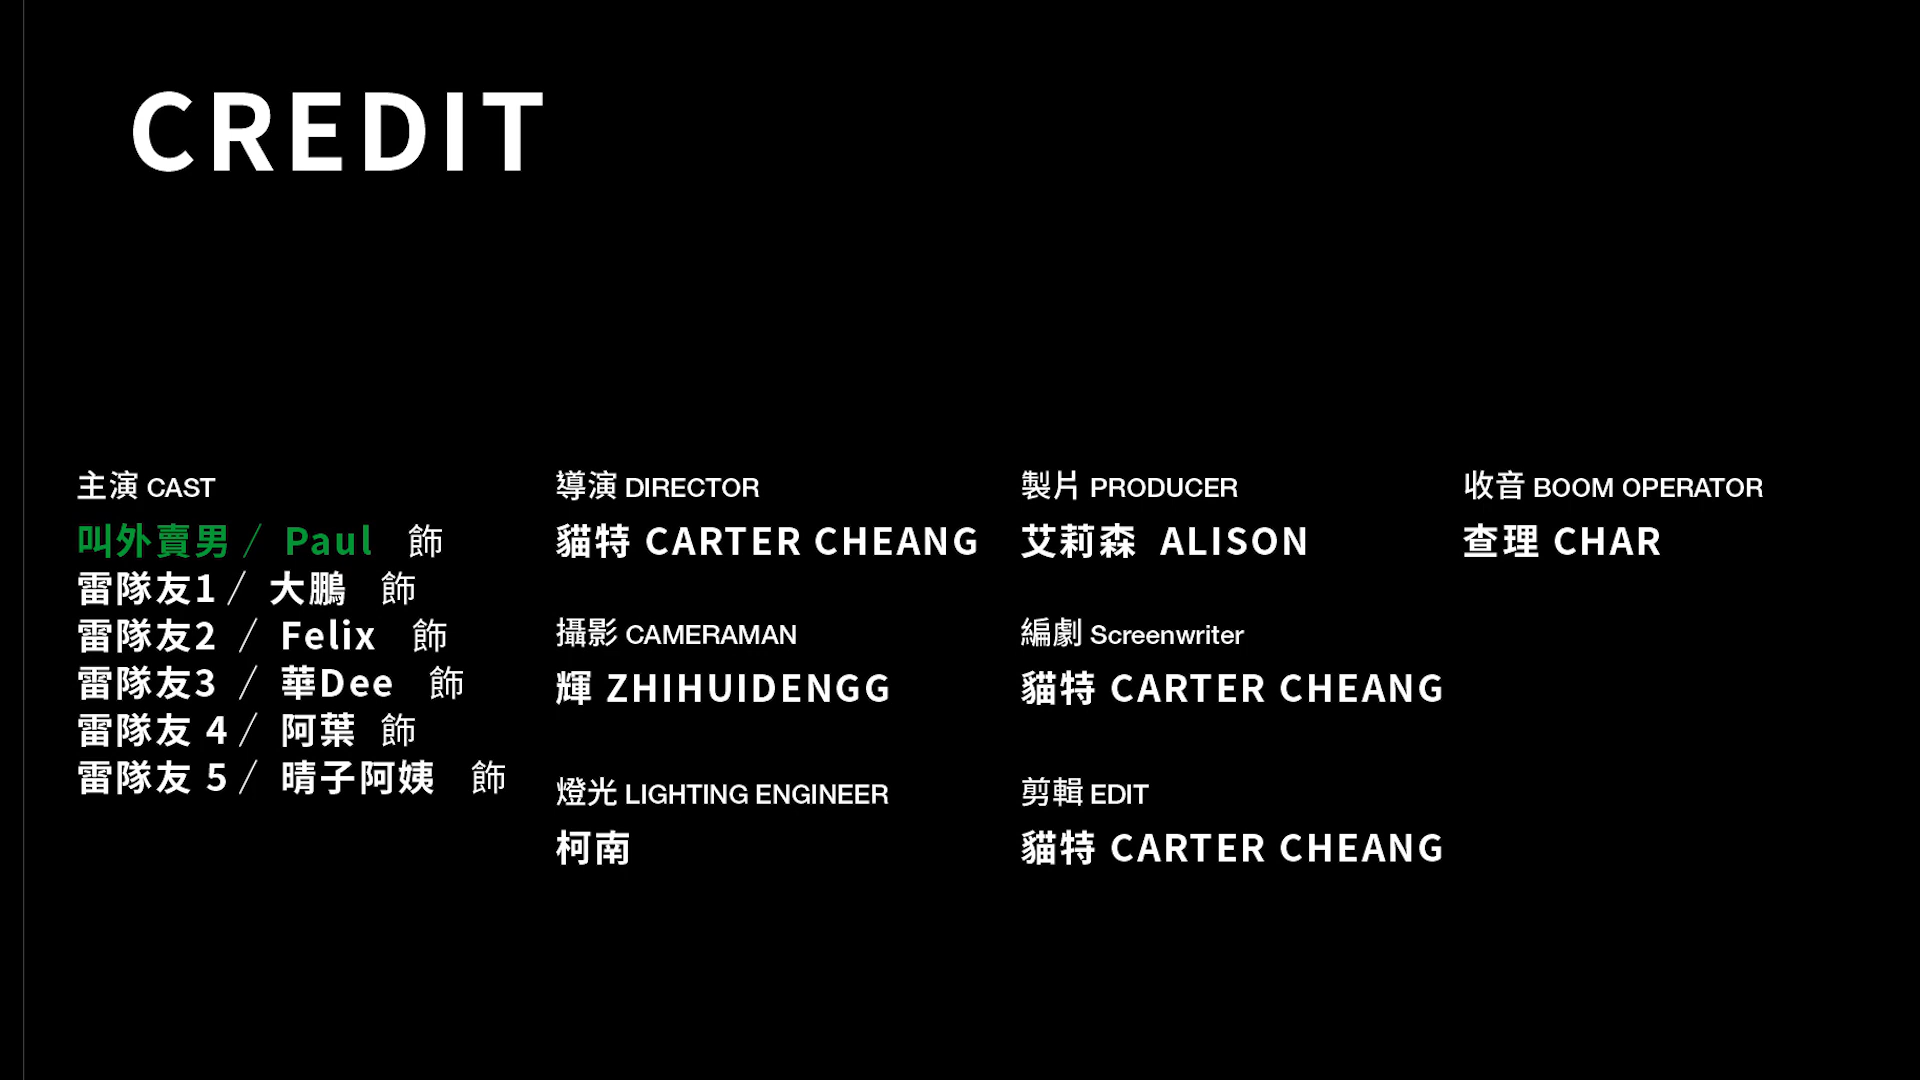 CREDIT
主演 CAST
叫外賣男 / Paul 飾
雷隊友1 / 大鵬 飾
雷隊友2 / Felix 飾
雷隊友3 / 華Dee 飾
雷隊友 4 / 阿葉 飾
雷隊友 5 / 晴子阿姨 飾
導演 DIRECTOR
貓特 CARTER CHEANG
攝影 CAMERAMAN
輝 ZHIHUIDENGG
燈光 LIGHTING ENGINEER
柯南
製片 PRODUCER
艾莉森 ALISON
編劇 Screenwriter
貓特 CARTER CHEANG
剪輯 EDIT
貓特 CARTER CHEANG
收音 BOOM OPERATOR
查理 CHAR